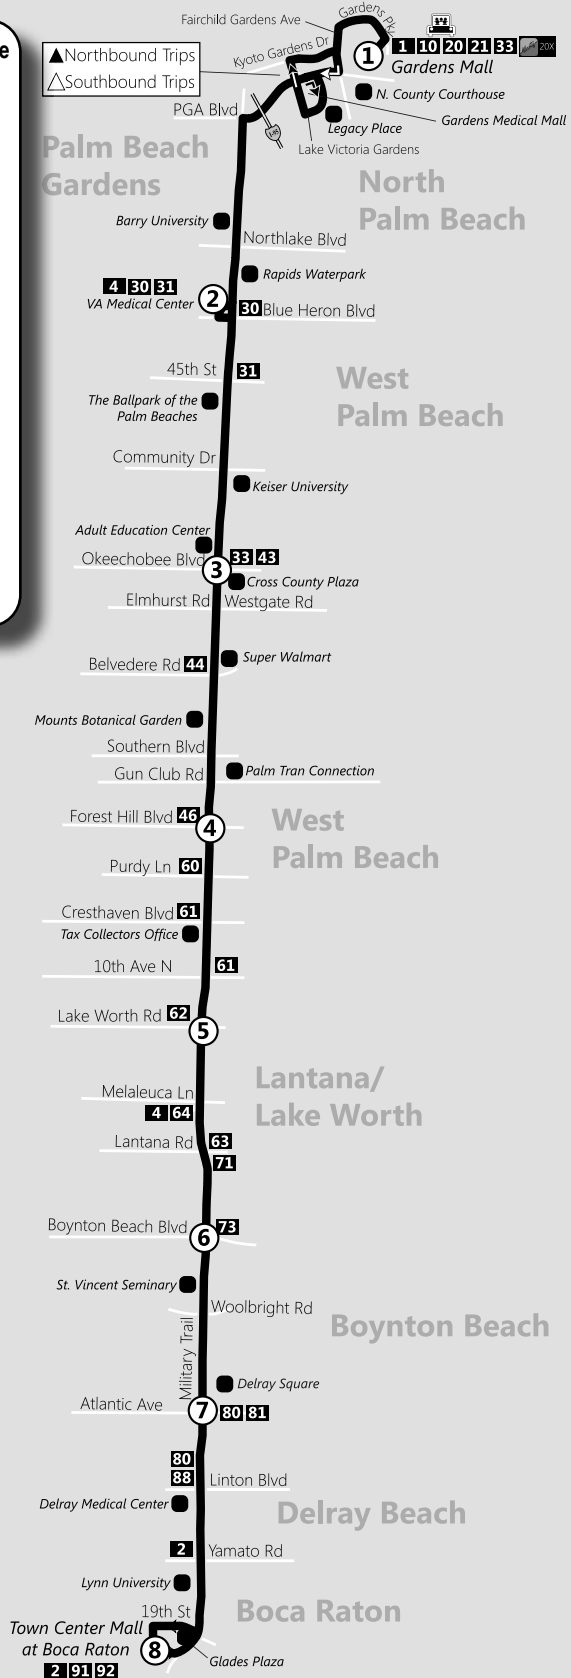 e
Fairchild Gardens Ave
Gardens Pk
▲Northbound Trips
△Southbound Trips
Kyoto Gardens Dr
1
1 10 20 21 33 20X
Gardens Mall
N. County Courthouse
PGA Blvd
I-95
Legacy Place
Gardens Medical Mall
Lake Victoria Gardens
Palm Beach
Gardens
North
Palm Beach
Barry University
Northlake Blvd
Rapids Waterpark
4 30 31
VA Medical Center
2
30 Blue Heron Blvd
45th St
31
West
Palm Beach
The Ballpark of the
Palm Beaches
Community Dr
Keiser University
Adult Education Center
Okeechobee Blvd
33 43
3
Cross County Plaza
Elmhurst Rd
Westgate Rd
Belvedere Rd 44
Super Walmart
Mounts Botanical Garden
Southern Blvd
Gun Club Rd
Palm Tran Connection
Forest Hill Blvd 46
4
West
Palm Beach
Purdy Ln 60
Cresthaven Blvd 61
Tax Collectors Office
10th Ave N
61
Lake Worth Rd 62
5
Lantana/
Lake Worth
Melaleuca Ln
4 64
Lantana Rd
63
71
Boynton Beach Blvd
73
6
St. Vincent Seminary
Woolbright Rd
Boynton Beach
Military Trail
Delray Square
Atlantic Ave
7
80 81
80
88
Linton Blvd
Delray Medical Center
Delray Beach
2
Yamato Rd
Lynn University
19th St
Boca Raton
Town Center Mall
at Boca Raton
8
Glades Plaza
2 91 92